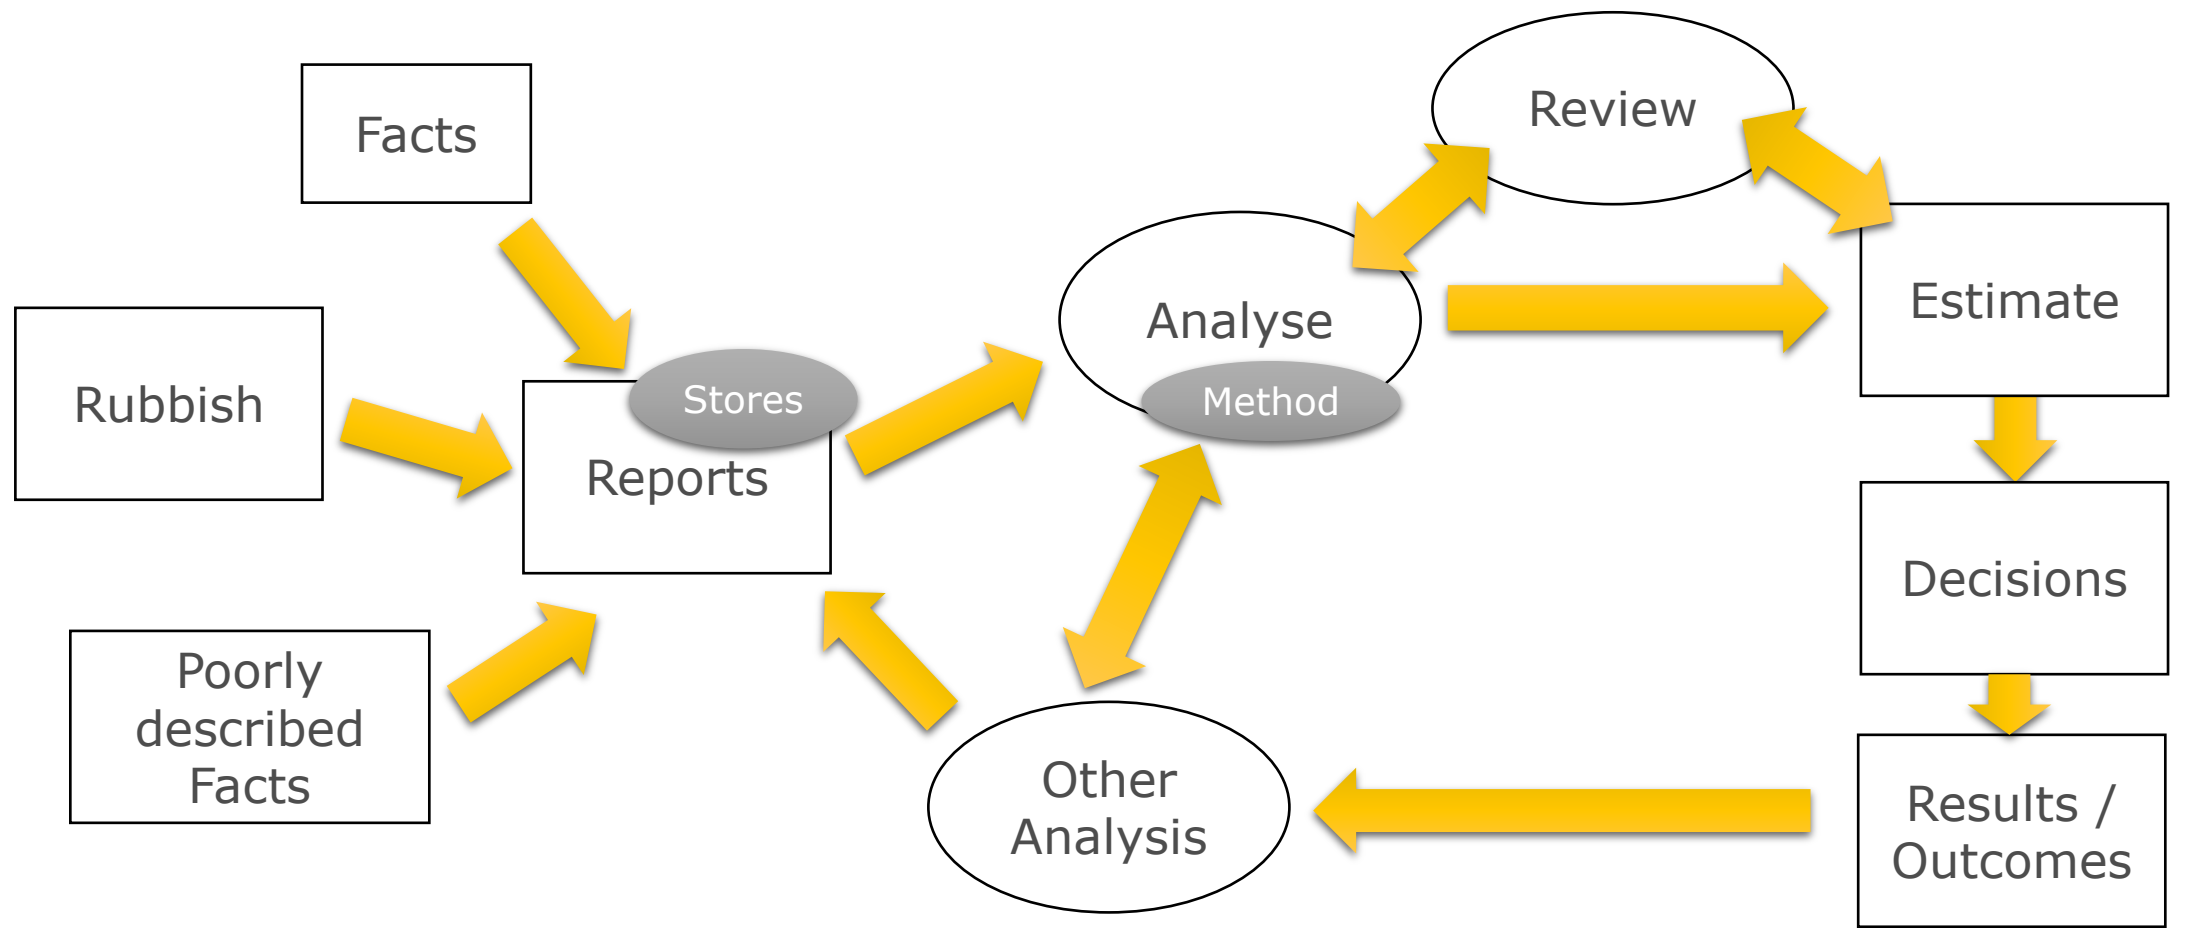 Facts
Review
Rubbish
Stores
Reports
Analyse
Method
Estimate
Poorly
described
Facts
Other
Analysis
Decisions
Results /
Outcomes